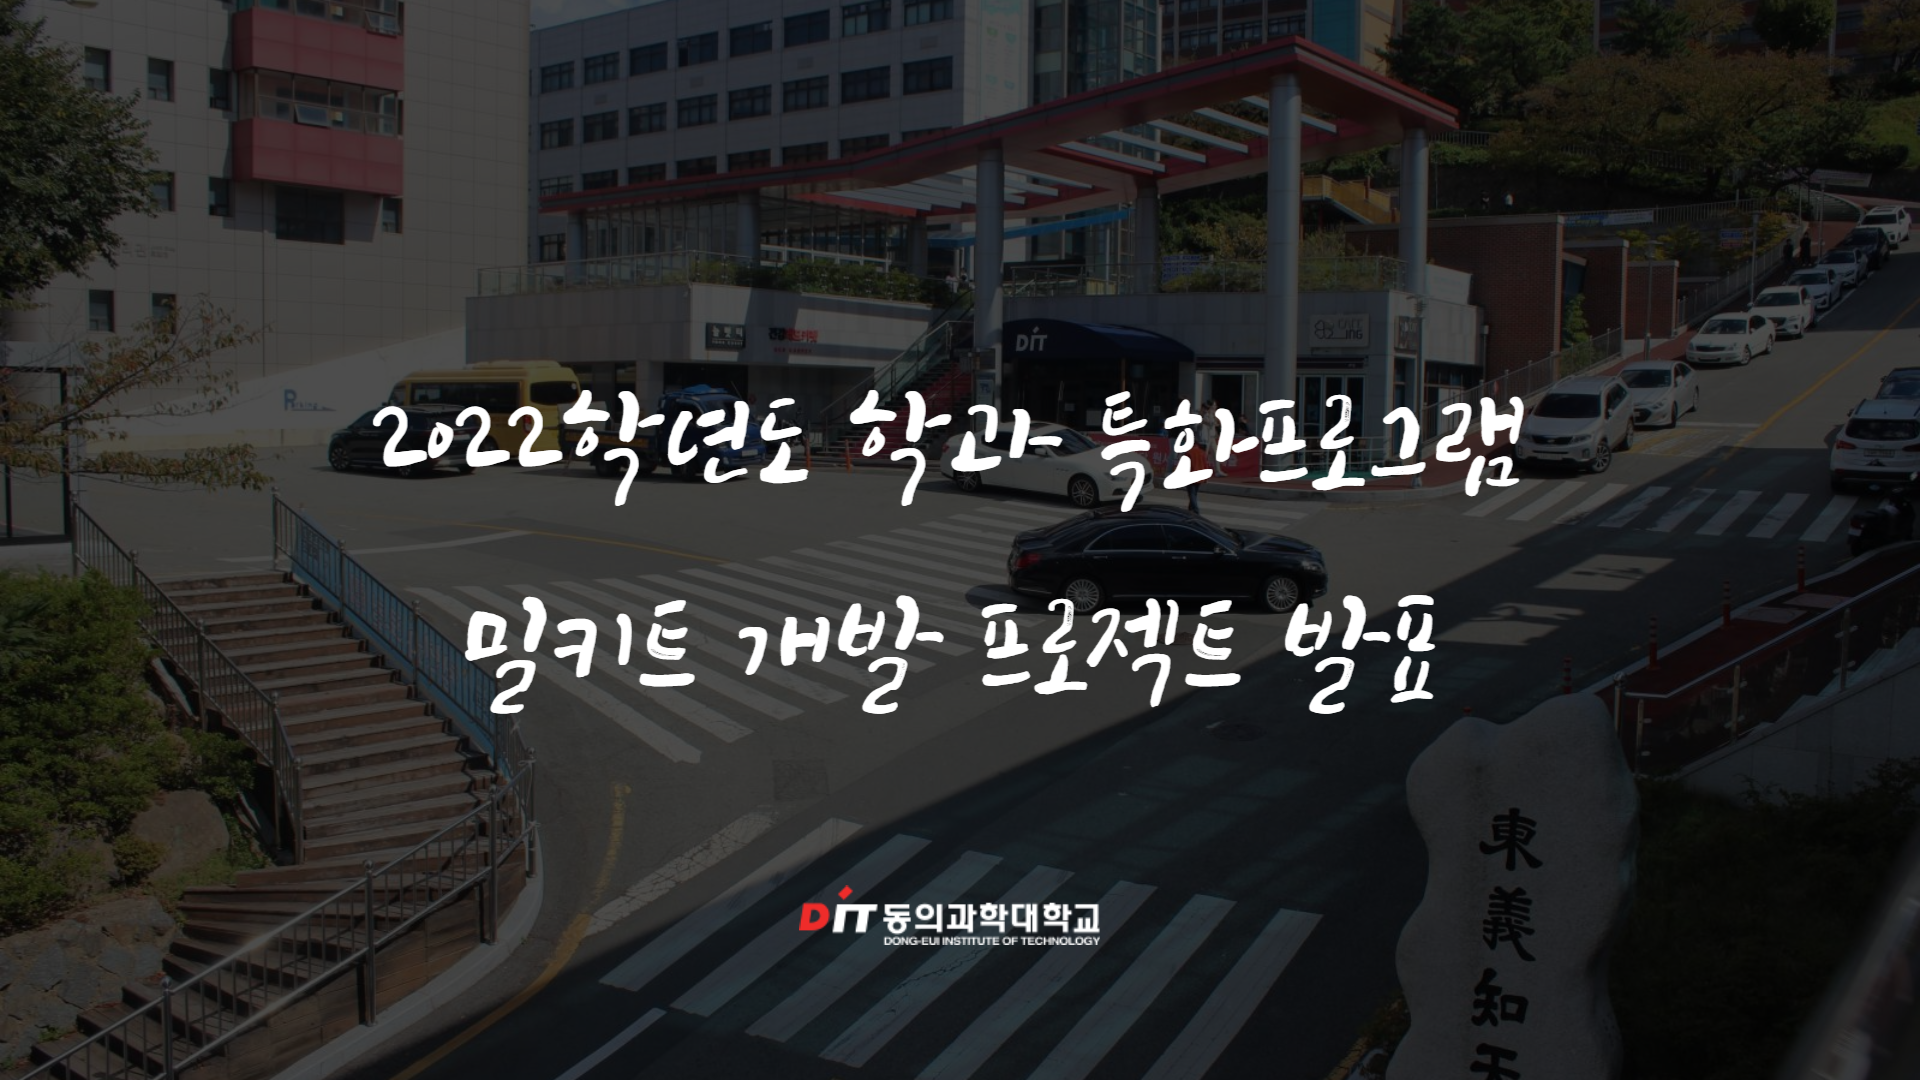 DiT
2022학년도 학과 특화프로그램
밀키트 개발 프로젝트 발표
東
義
知
天
DIT 동의과학대학교
DONG-EUI INSTITUTE OF TECHNOLOGY